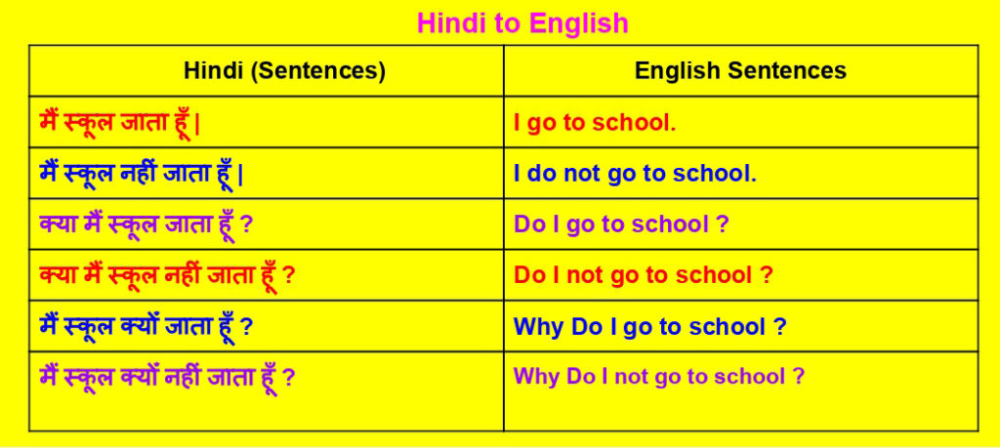 Hindi to English
Hindi (Sentences) English Sentences
मैं स्कूल जाता हूँ | I go to school.
मैं स्कूल नहीं जाता हूँ | I do not go to school.
क्या मैं स्कूल जाता हूँ ? Do I go to school ?
क्या मैं स्कूल नहीं जाता हूँ ? Do I not go to school ?
मैं स्कूल क्यों जाता हूँ ? Why Do I go to school ?
मैं स्कूल क्यों नहीं जाता हूँ ? Why Do I not go to school ?